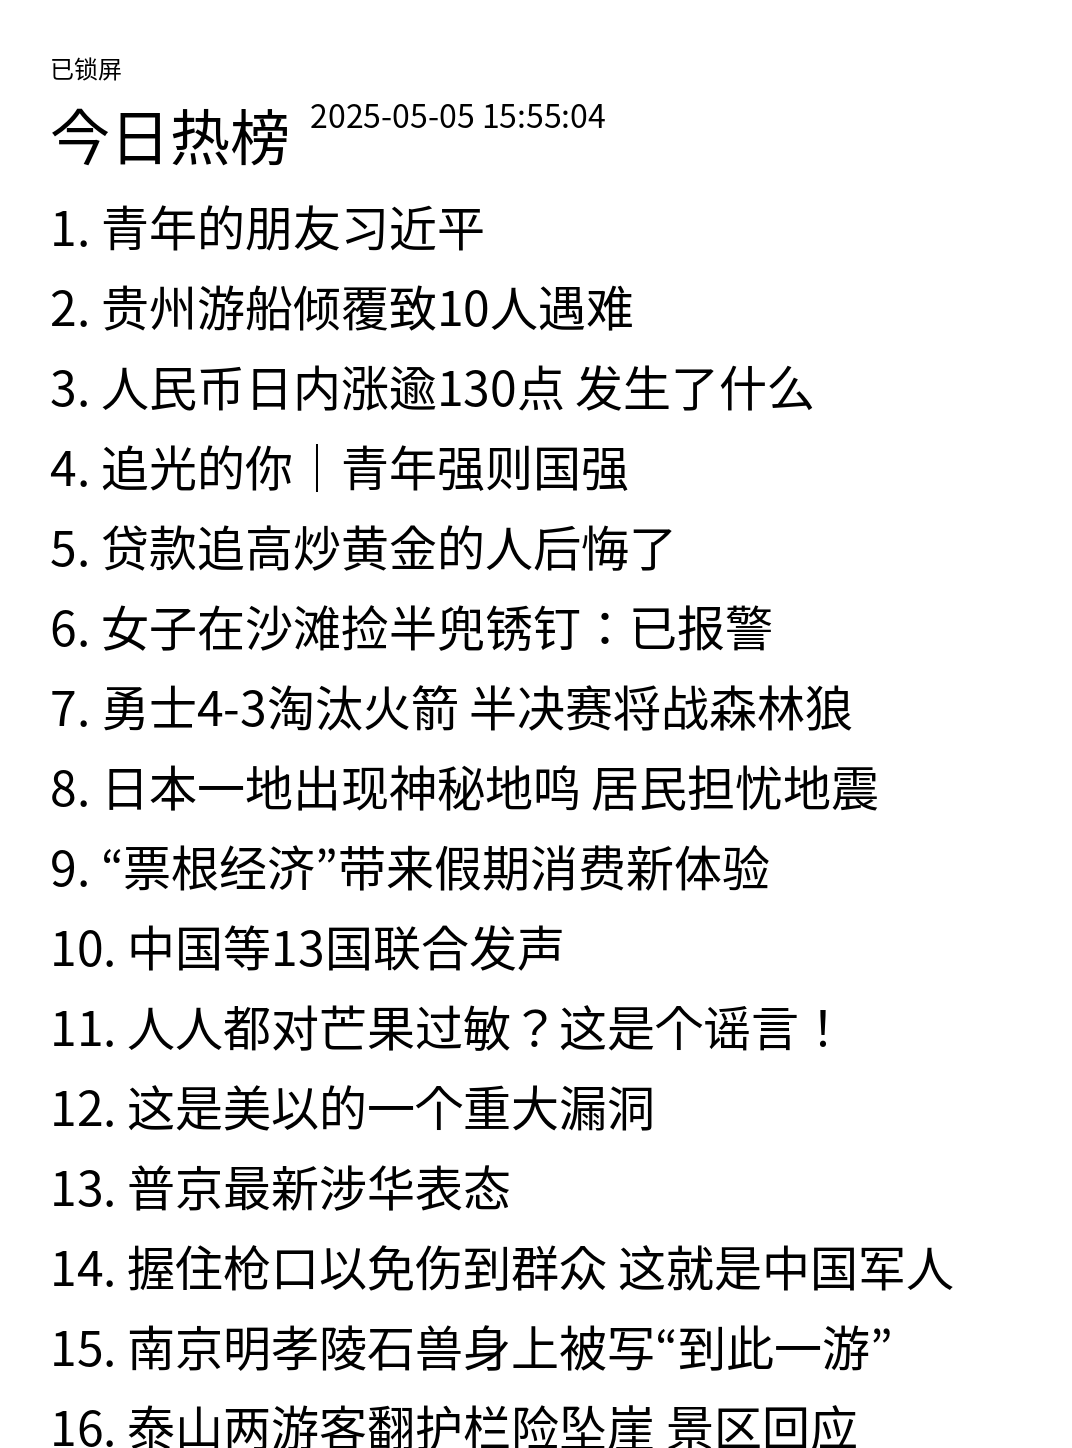 已锁屏
今日热榜 2025-05-05 15:55:04
1. 青年的朋友习近平
2. 贵州游船倾覆致10人遇难
3. 人民币日内涨逾130点 发生了什么
4. 追光的你｜青年强则国强
5. 贷款追高炒黄金的人后悔了
6. 女子在沙滩捡半兜锈钉：已报警
7. 勇士4-3淘汰火箭 半决赛将战森林狼
8. 日本一地出现神秘地鸣 居民担忧地震
9. “票根经济”带来假期消费新体验
10. 中国等13国联合发声
11. 人人都对芒果过敏？这是个谣言！
12. 这是美以的一个重大漏洞
13. 普京最新涉华表态
14. 握住枪口以免伤到群众 这就是中国军人
15. 南京明孝陵石兽身上被写“到此一游”
16. 泰山两游客翻护栏险坠崖 景区回应